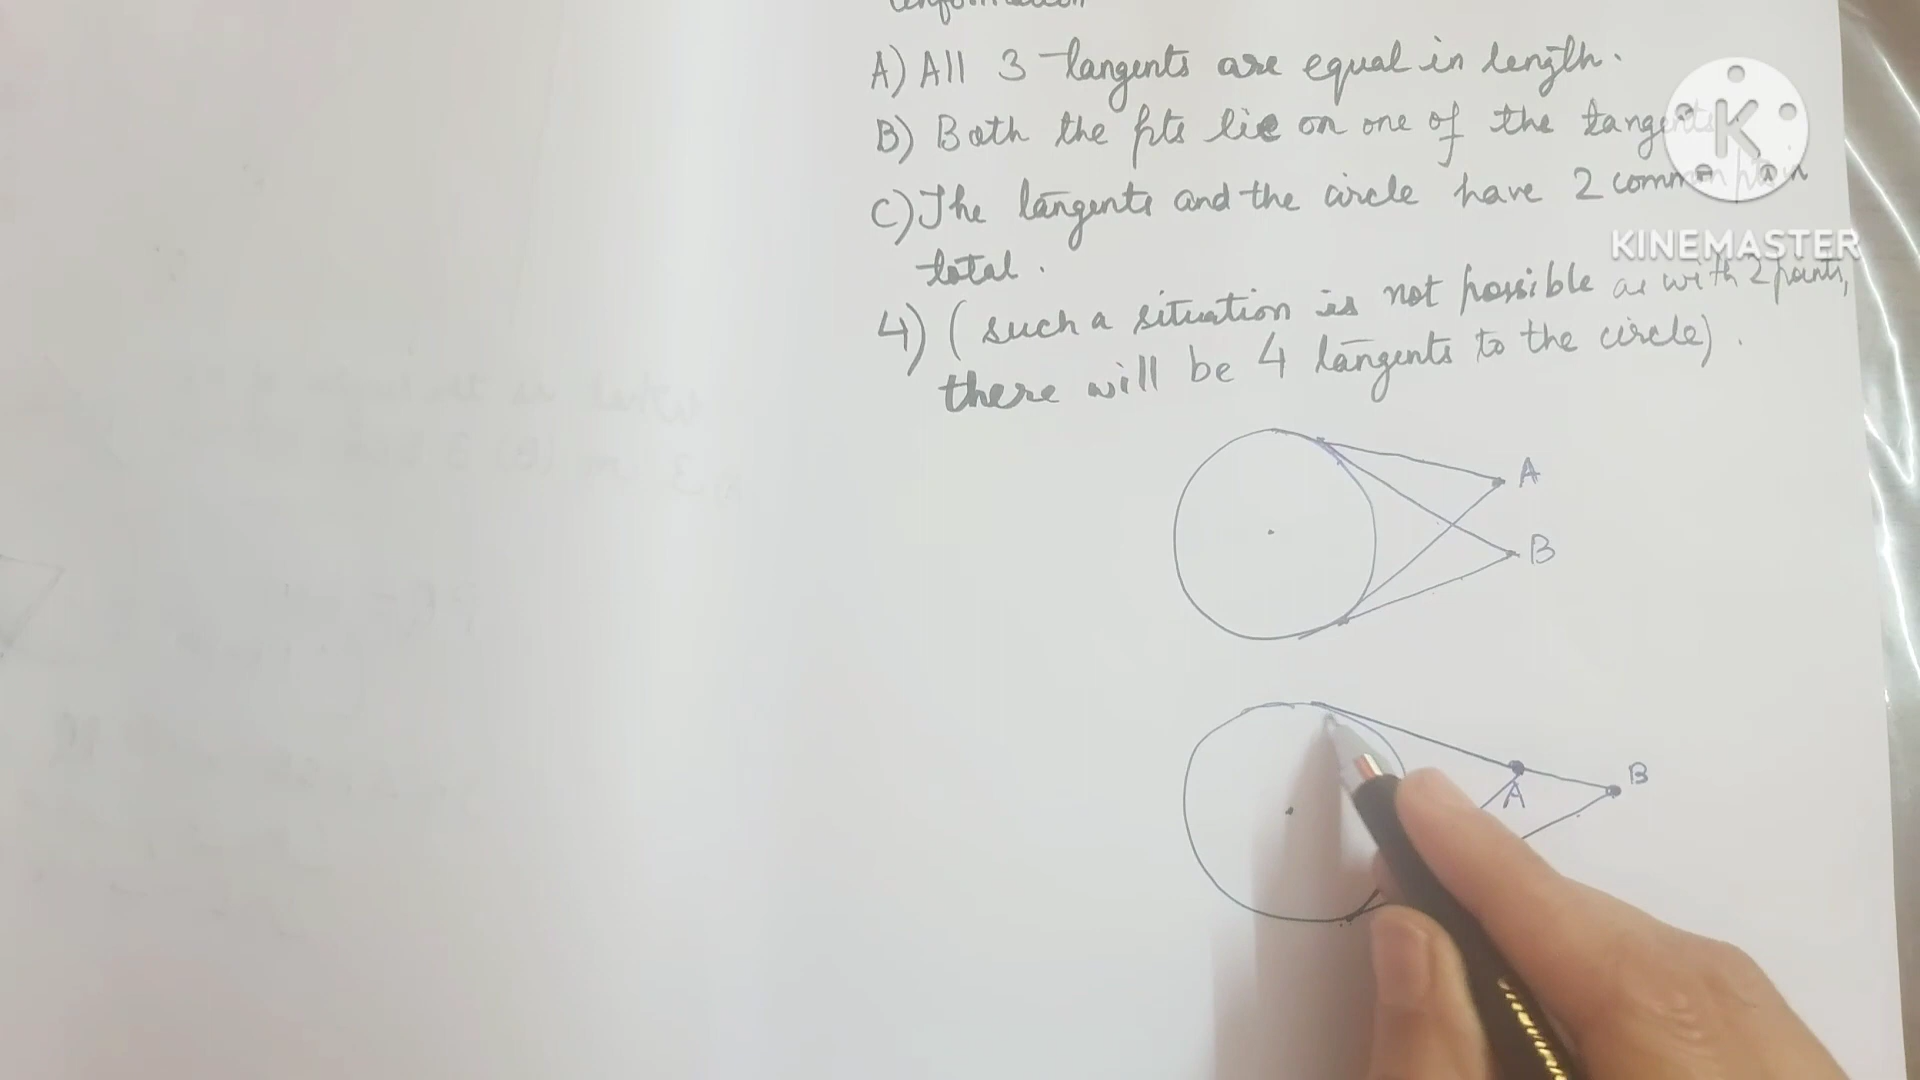 A) All 3 tangents are equal in length.
B) Both the pts lie on one of the tangents
C) The tangents and the circle have 2 common
total.
4) (such a situation is not possible as with 2 points,
there will be 4 tangents to the circle).
A
B
A
B
K
KINEMASTER